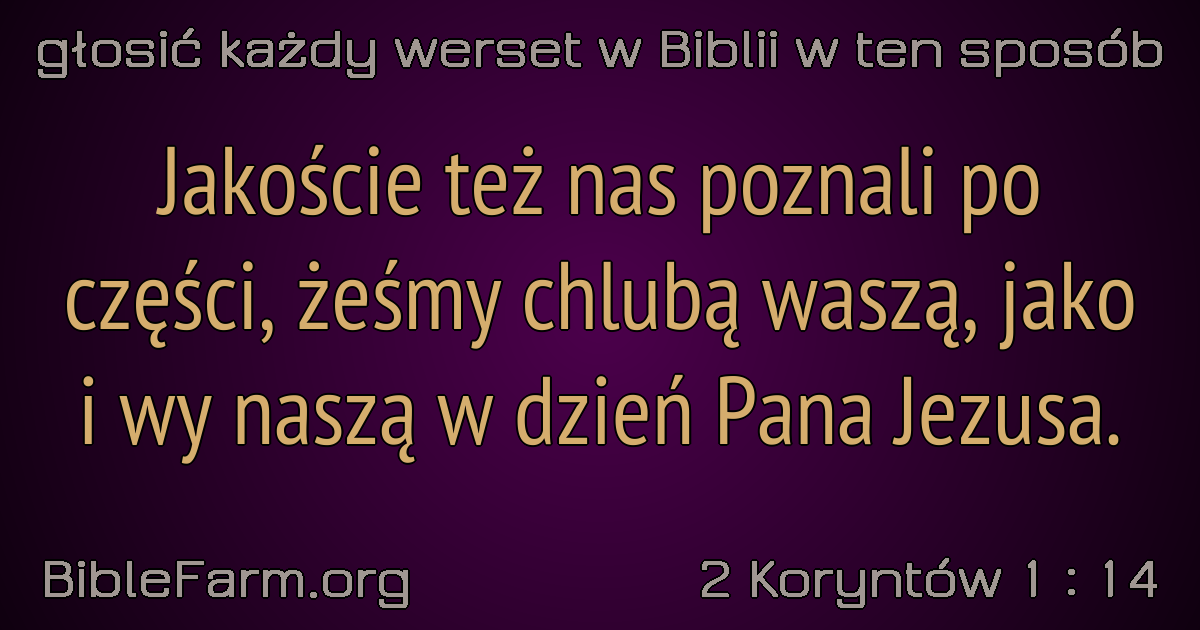 głosić każdy werset w Biblii w ten sposób
Jakoście też nas poznali po
części, żeśmy chlubą waszą, jako
i wy naszą w dzień Pana Jezusa.
BibleFarm.org
2 Koryntów 1 : 14